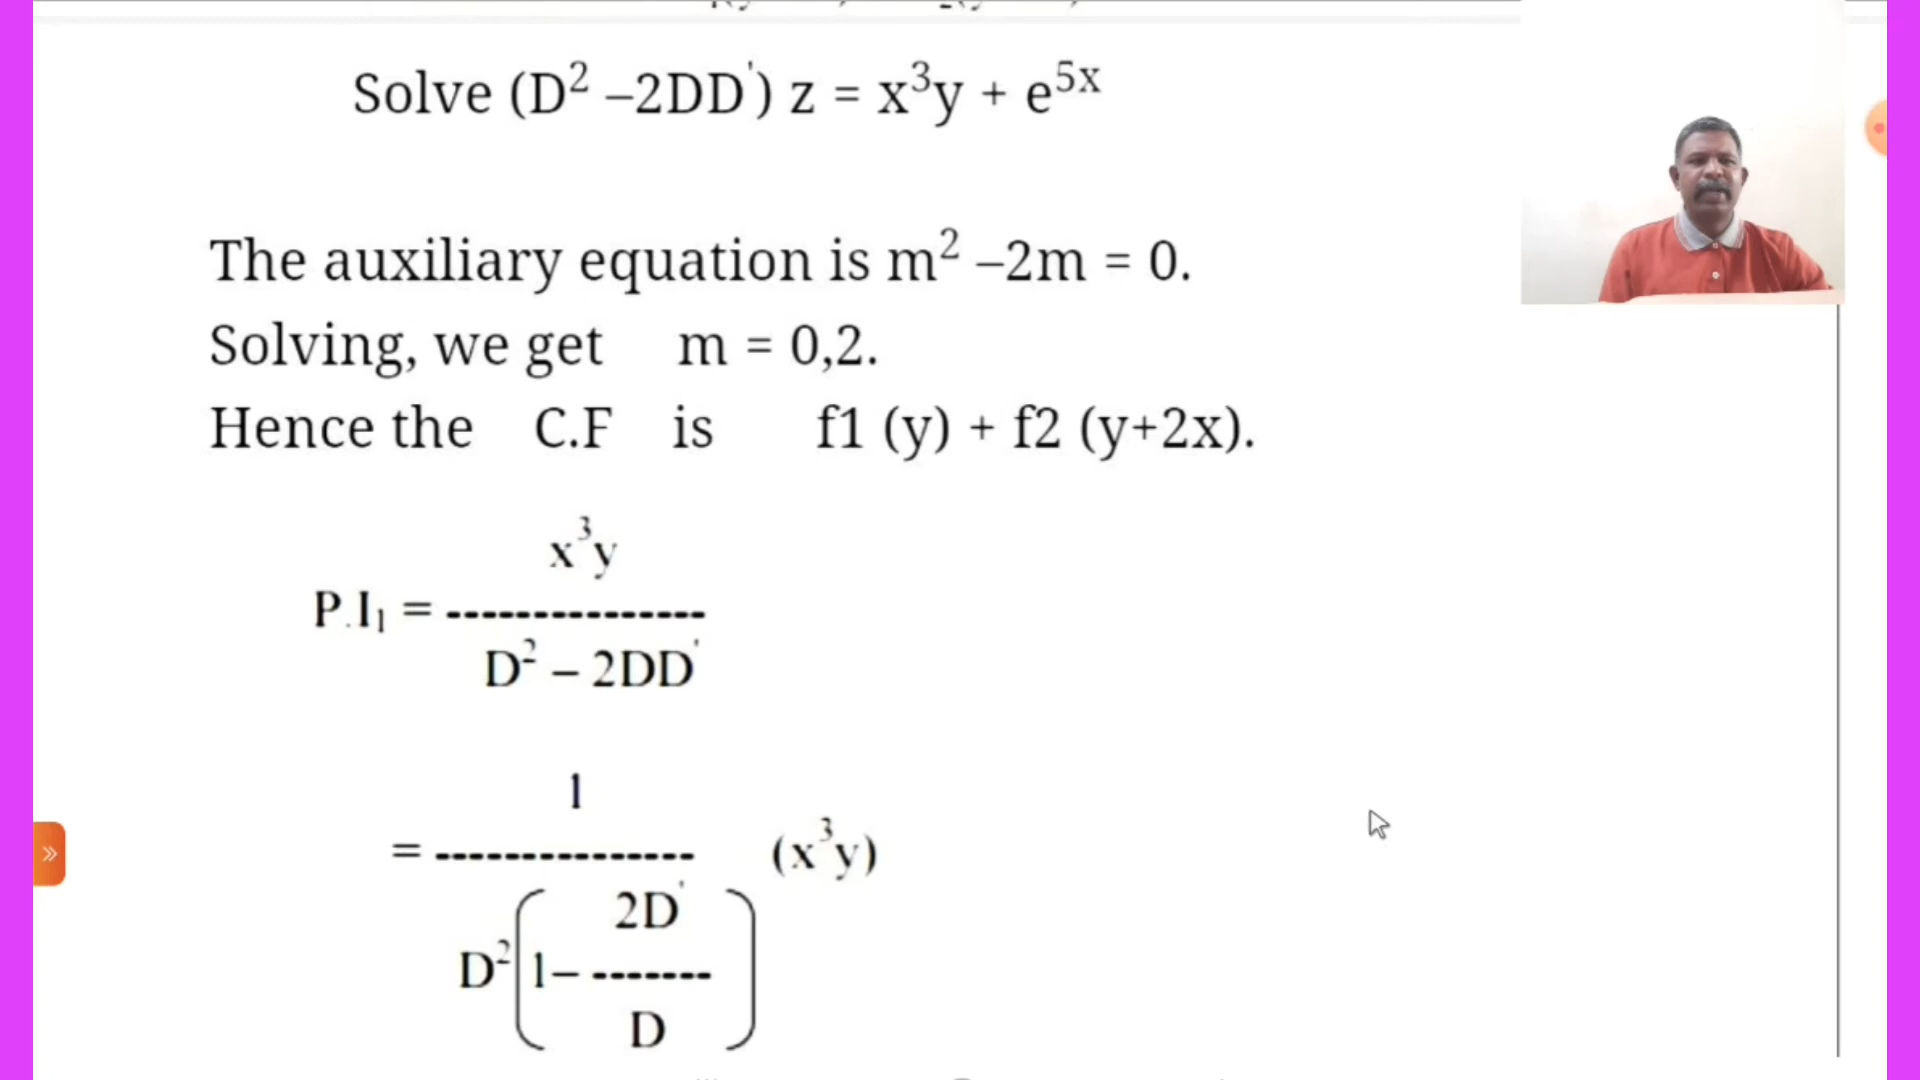 Solve (D² –2DD') z = x³y + e⁵ˣ
The auxiliary equation is m² –2m = 0.
Solving, we get m = 0,2.
Hence the C.F is f1 (y) + f2 (y+2x).
x³y
P.I₁ = ---------------
D² – 2DD'
1
= --------------- (x³y)
2D'
D² ( 1– ------- )
D